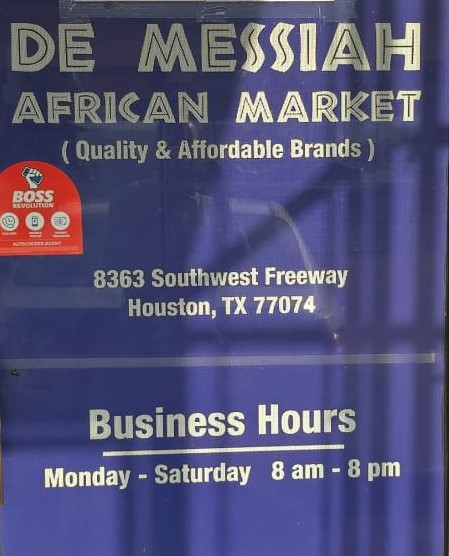 DE MESSIAH
AFRICAN MARKET
( Quality & Affordable Brands )
BOSS
REVOLUTION
AUTHORIZED AGENT
8363 Southwest Freeway
Houston, TX 77074
Business Hours
Monday - Saturday 8 am - 8 pm